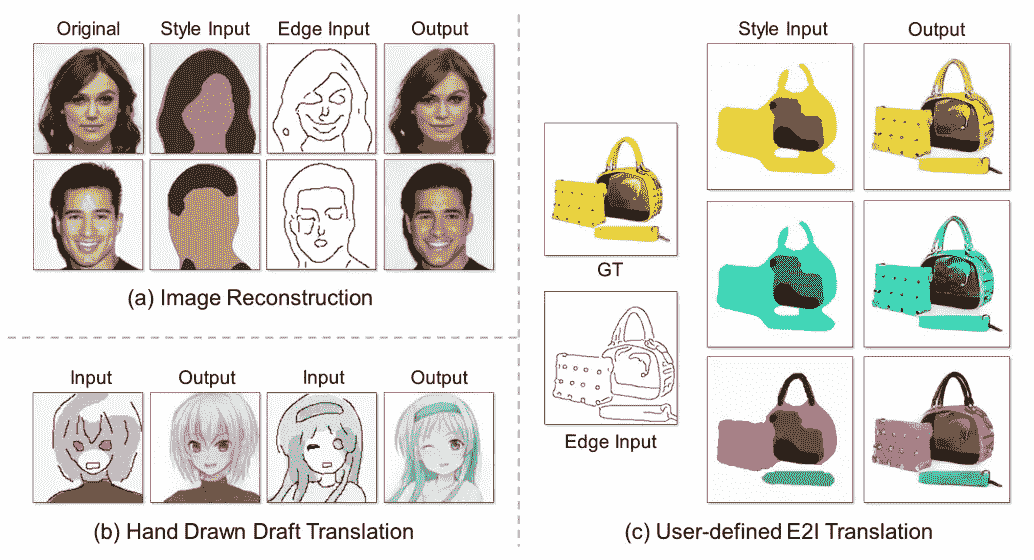 Original Style Input Edge Input Output
(a) Image Reconstruction
Input Output Input Output
(b) Hand Drawn Draft Translation
Style Input Output
GT
Edge Input
(c) User-defined E2I Translation